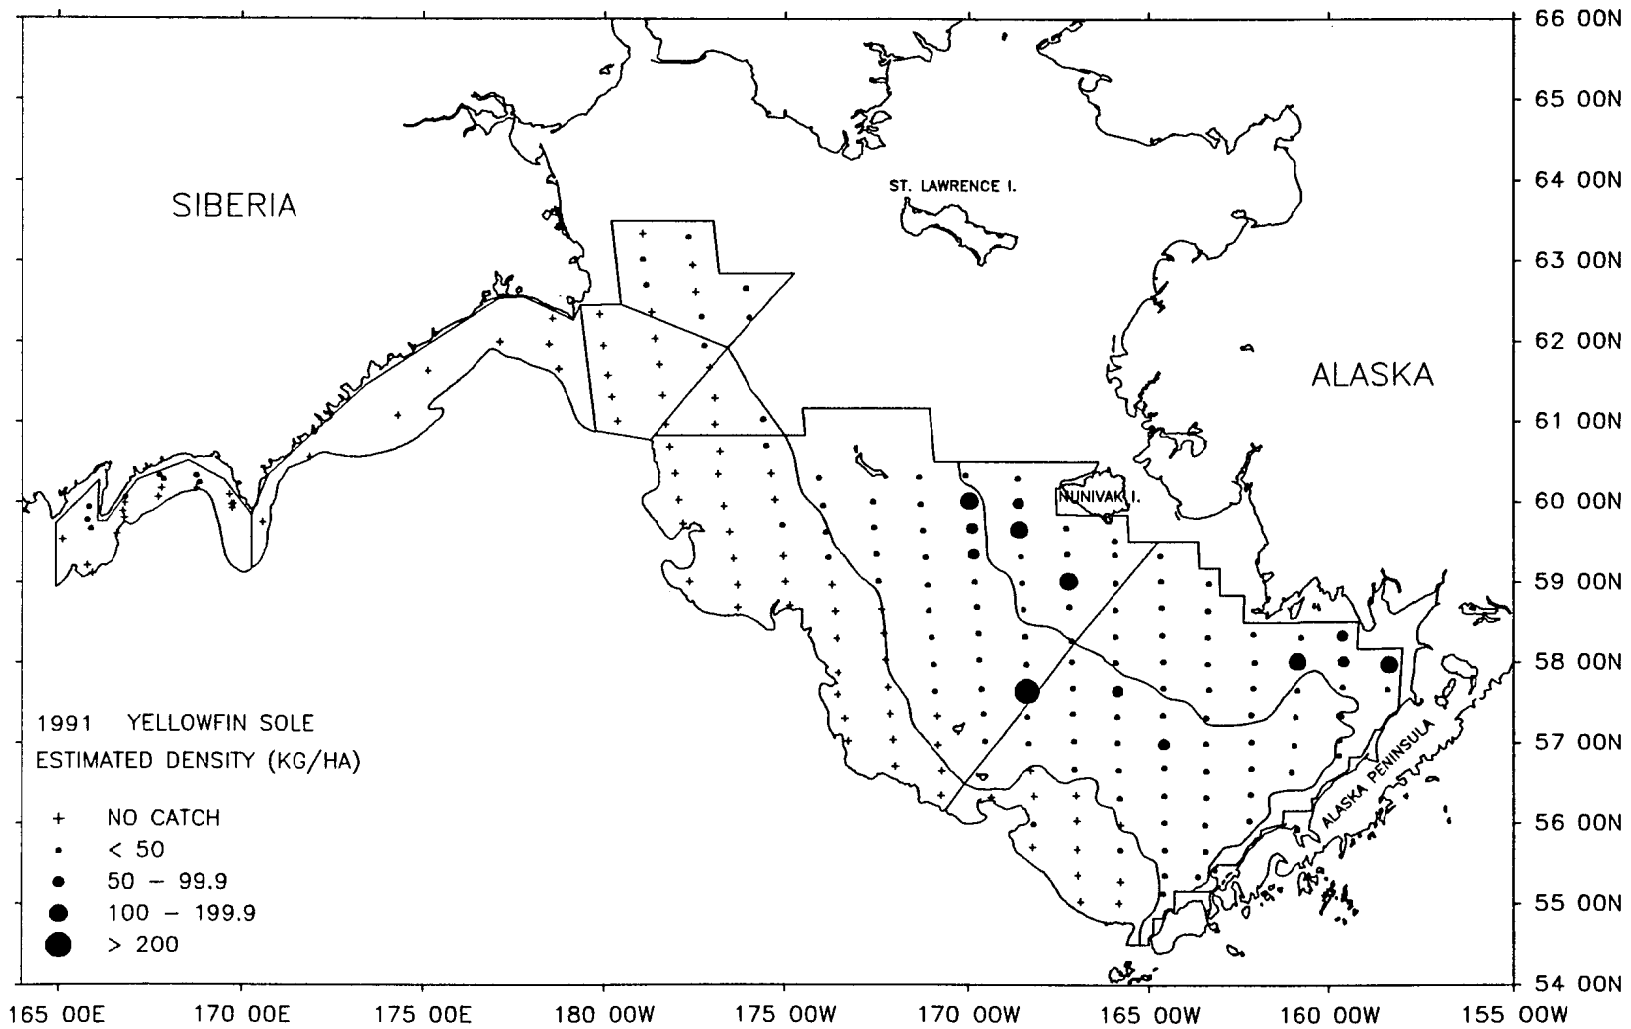 66 00N
65 00N
64 00N
63 00N
62 00N
61 00N
60 00N
59 00N
58 00N
57 00N
56 00N
55 00N
54 00N
SIBERIA
ST. LAWRENCE I.
ALASKA
NUNIVAK I.
ALASKA PENINSULA
1991 YELLOWFIN SOLE
ESTIMATED DENSITY (KG/HA)
+ NO CATCH
< 50
50 - 99.9
100 - 199.9
> 200
165 00E 170 00E 175 00E 180 00W 175 00W 170 00W 165 00W 160 00W 155 00W